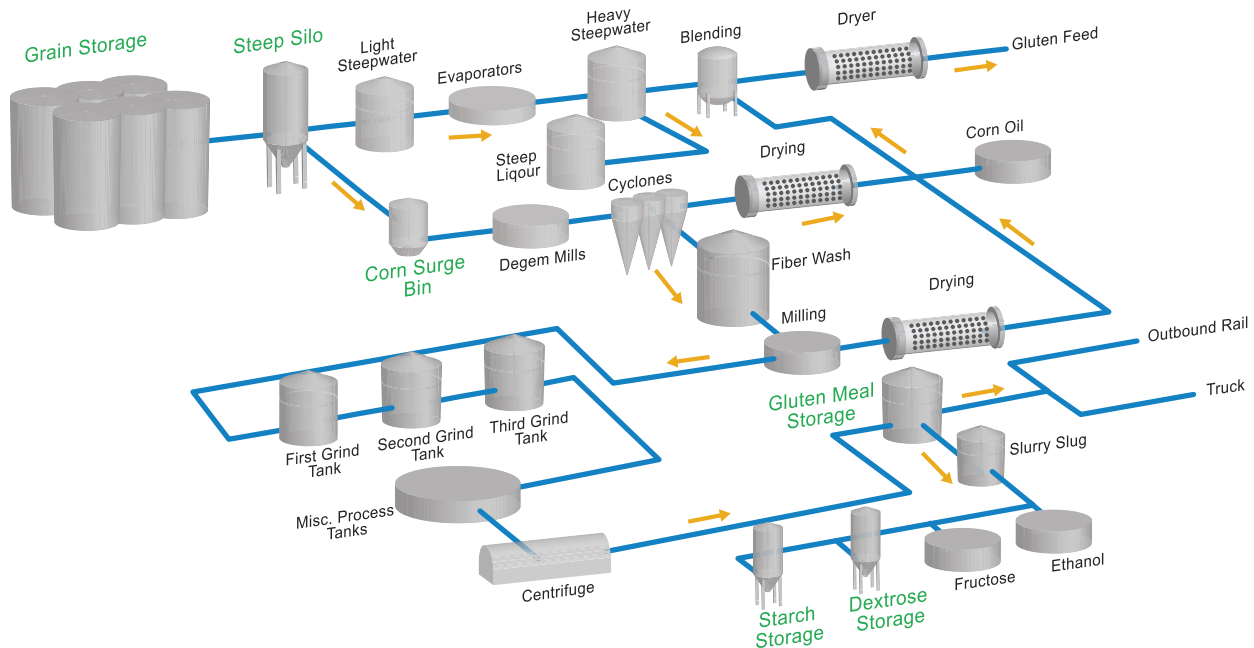 Grain Storage
Steep Silo
Light
Steepwater
Evaporators
Heavy
Steepwater
Blending
Dryer
Gluten Feed
Steep
Liqour
Cyclones
Drying
Corn Oil
Corn Surge
Bin
Degem Mills
Fiber Wash
Milling
Drying
Outbound Rail
Truck
Gluten Meal
Storage
Slurry Slug
First Grind
Tank
Second Grind
Tank
Third Grind
Tank
Misc. Process
Tanks
Centrifuge
Starch
Storage
Dextrose
Storage
Fructose
Ethanol